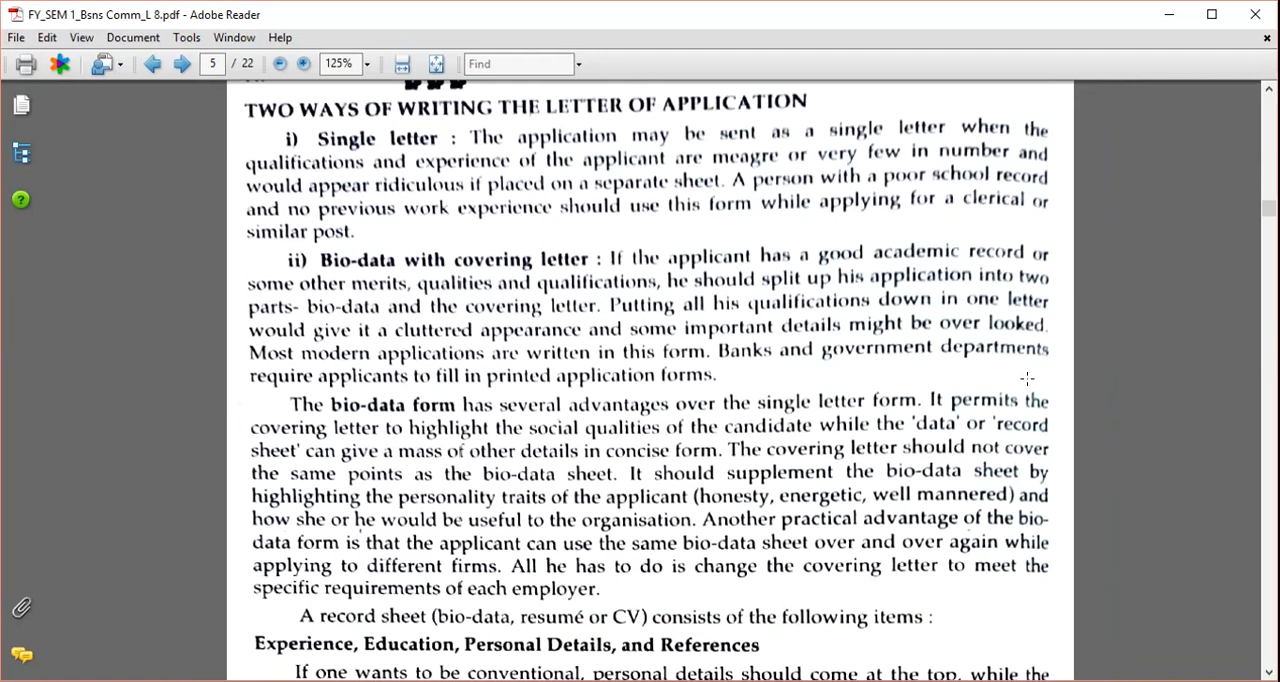 FY_SEM 1_Bsns Comm_L 8.pdf - Adobe Reader
File Edit View Document Tools Window Help
5 / 22 125% Find
TWO WAYS OF WRITING THE LETTER OF APPLICATION
i) Single letter : The application may be sent as a single letter when the
qualifications and experience of the applicant are meagre or very few in number and
would appear ridiculous if placed on a separate sheet. A person with a poor school record
and no previous work experience should use this form while applying for a clerical or
similar post.
ii) Bio-data with covering letter : If the applicant has a good academic record or
some other merits, qualities and qualifications, he should split up his application into two
parts- bio-data and the covering letter. Putting all his qualifications down in one letter
would give it a cluttered appearance and some important details might be over looked.
Most modern applications are written in this form. Banks and government departments
require applicants to fill in printed application forms.
The bio-data form has several advantages over the single letter form. It permits the
covering letter to highlight the social qualities of the candidate while the 'data' or 'record
sheet' can give a mass of other details in concise form. The covering letter should not cover
the same points as the bio-data sheet. It should supplement the bio-data sheet by
highlighting the personality traits of the applicant (honesty, energetic, well mannered) and
how she or he would be useful to the organisation. Another practical advantage of the bio-
data form is that the applicant can use the same bio-data sheet over and over again while
applying to different firms. All he has to do is change the covering letter to meet the
specific requirements of each employer.
A record sheet (bio-data, resumé or CV) consists of the following items :
Experience, Education, Personal Details, and References
If one wants to be conventional, personal details should come at the top, while the